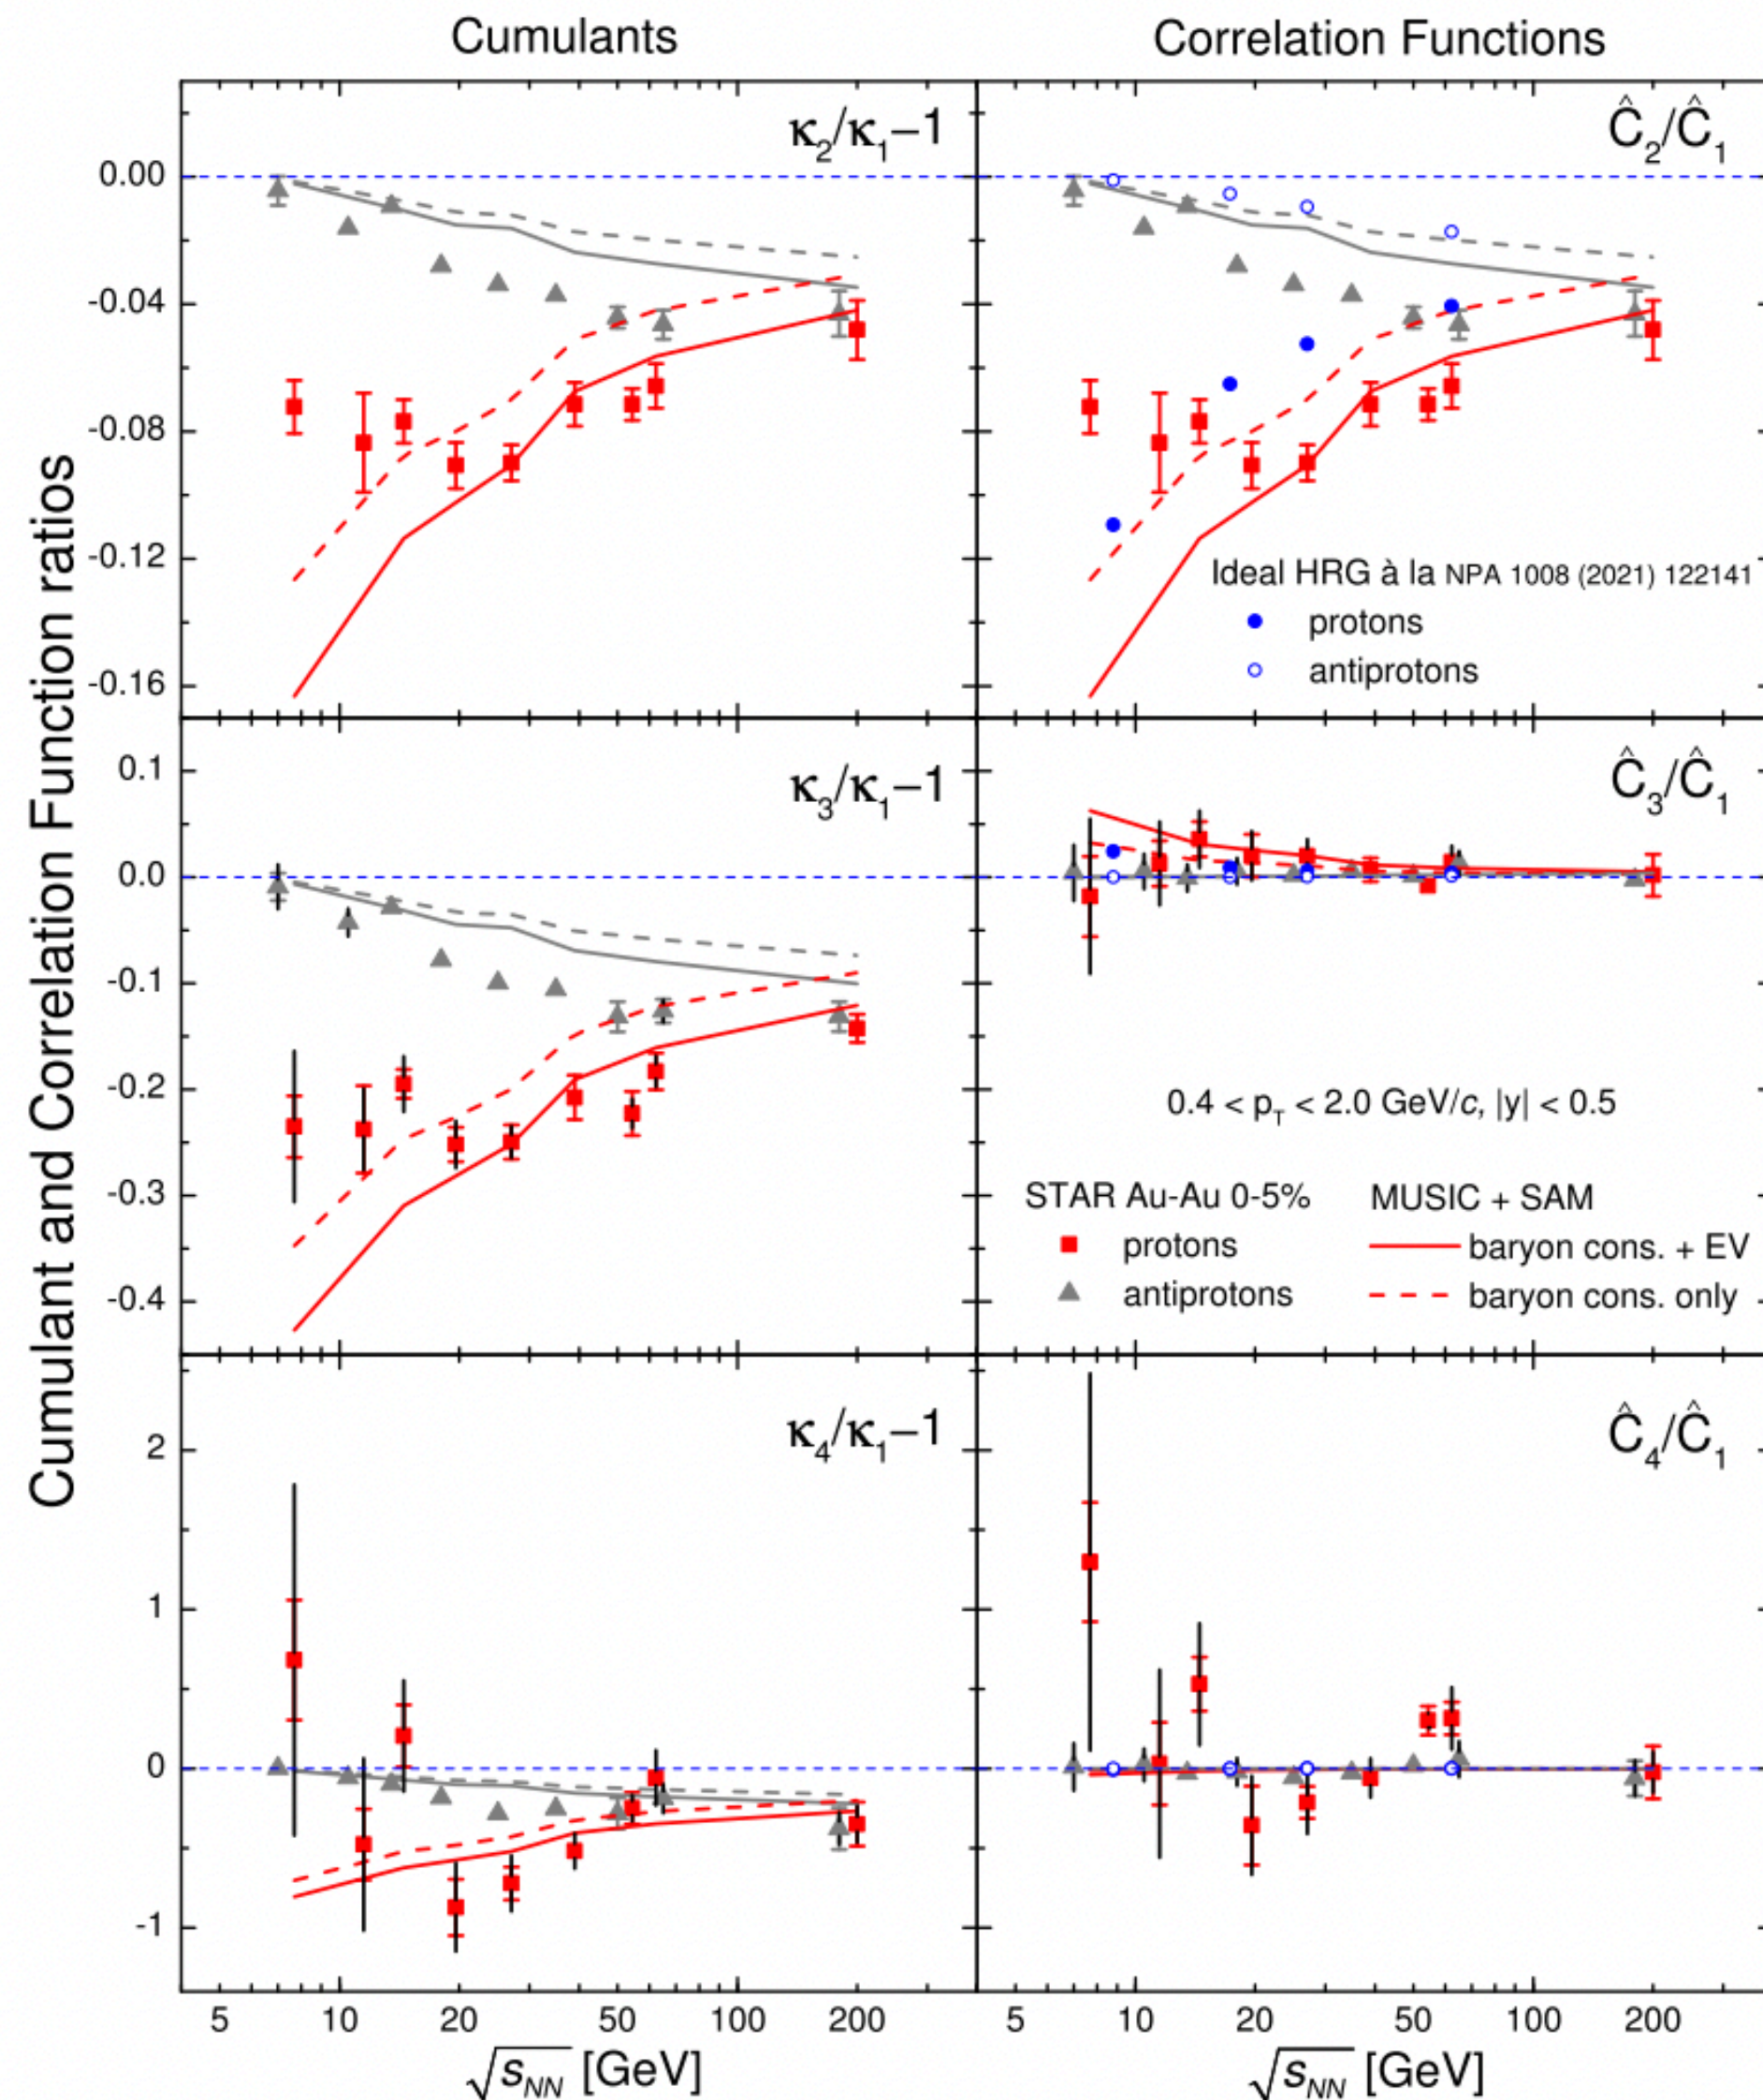 Cumulants
Correlation Functions
Cumulant and Correlation Function ratios
κ₂/κ₁−1
Ĉ₂/Ĉ₁
0.00
-0.04
-0.08
-0.12
-0.16
Ideal HRG à la NPA 1008 (2021) 122141
protons
antiprotons
κ₃/κ₁−1
Ĉ₃/Ĉ₁
0.1
0.0
-0.1
-0.2
-0.3
-0.4
0.4 < p_T < 2.0 GeV/c, |y| < 0.5
STAR Au-Au 0-5%
protons
antiprotons
MUSIC + SAM
baryon cons. + EV
baryon cons. only
κ₄/κ₁−1
Ĉ₄/Ĉ₁
2
1
0
-1
5 10 20 50 100 200
5 10 20 50 100 200
√s_NN [GeV]
√s_NN [GeV]